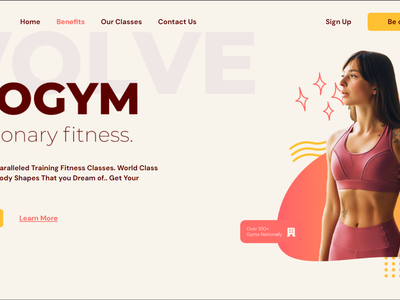 Home Benefits Our Classes Contact Us Sign Up Be
VOLVE
OGYM
onary fitness.
aralleled Training Fitness Classes. World Class
ody Shapes That you Dream of.. Get Your
Learn More
Over 300+
Gyms Nationally